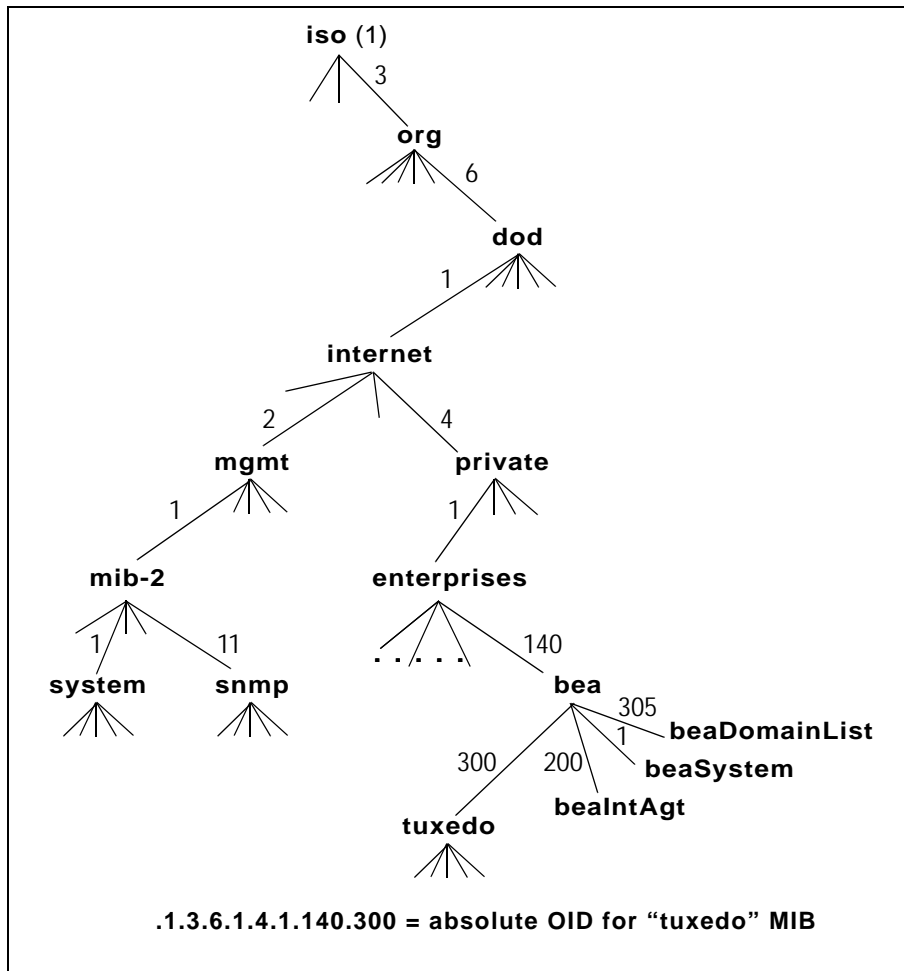 iso (1)
3
org
6
dod
1
internet
2
4
mgmt
private
1
1
mib-2
enterprises
1
11
140
. . . . .
system
snmp
bea
305
beaDomainList
1
300
200
beaSystem
beaIntAgt
tuxedo
.1.3.6.1.4.1.140.300 = absolute OID for “tuxedo” MIB